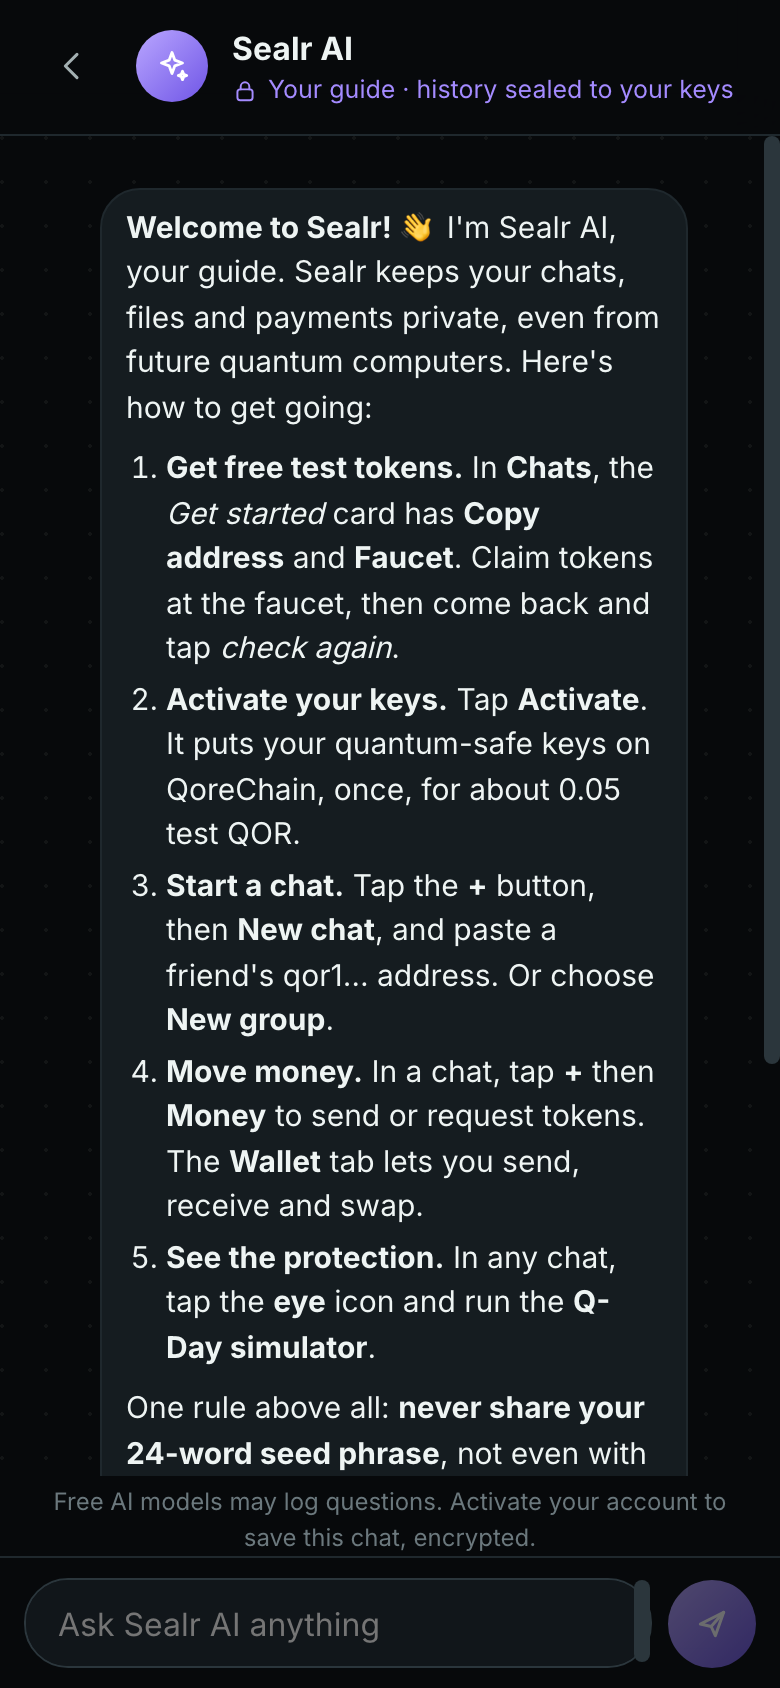 Sealr AI
Your guide · history sealed to your keys
Welcome to Sealr! 👋 I'm Sealr AI,
your guide. Sealr keeps your chats,
files and payments private, even from
future quantum computers. Here's
how to get going:
1. Get free test tokens. In Chats, the
Get started card has Copy
address and Faucet. Claim tokens
at the faucet, then come back and
tap check again.
2. Activate your keys. Tap Activate.
It puts your quantum-safe keys on
QoreChain, once, for about 0.05
test QOR.
3. Start a chat. Tap the + button,
then New chat, and paste a
friend's qor1... address. Or choose
New group.
4. Move money. In a chat, tap + then
Money to send or request tokens.
The Wallet tab lets you send,
receive and swap.
5. See the protection. In any chat,
tap the eye icon and run the Q-
Day simulator.
One rule above all: never share your
24-word seed phrase, not even with
Free AI models may log questions. Activate your account to
save this chat, encrypted.
Ask Sealr AI anything